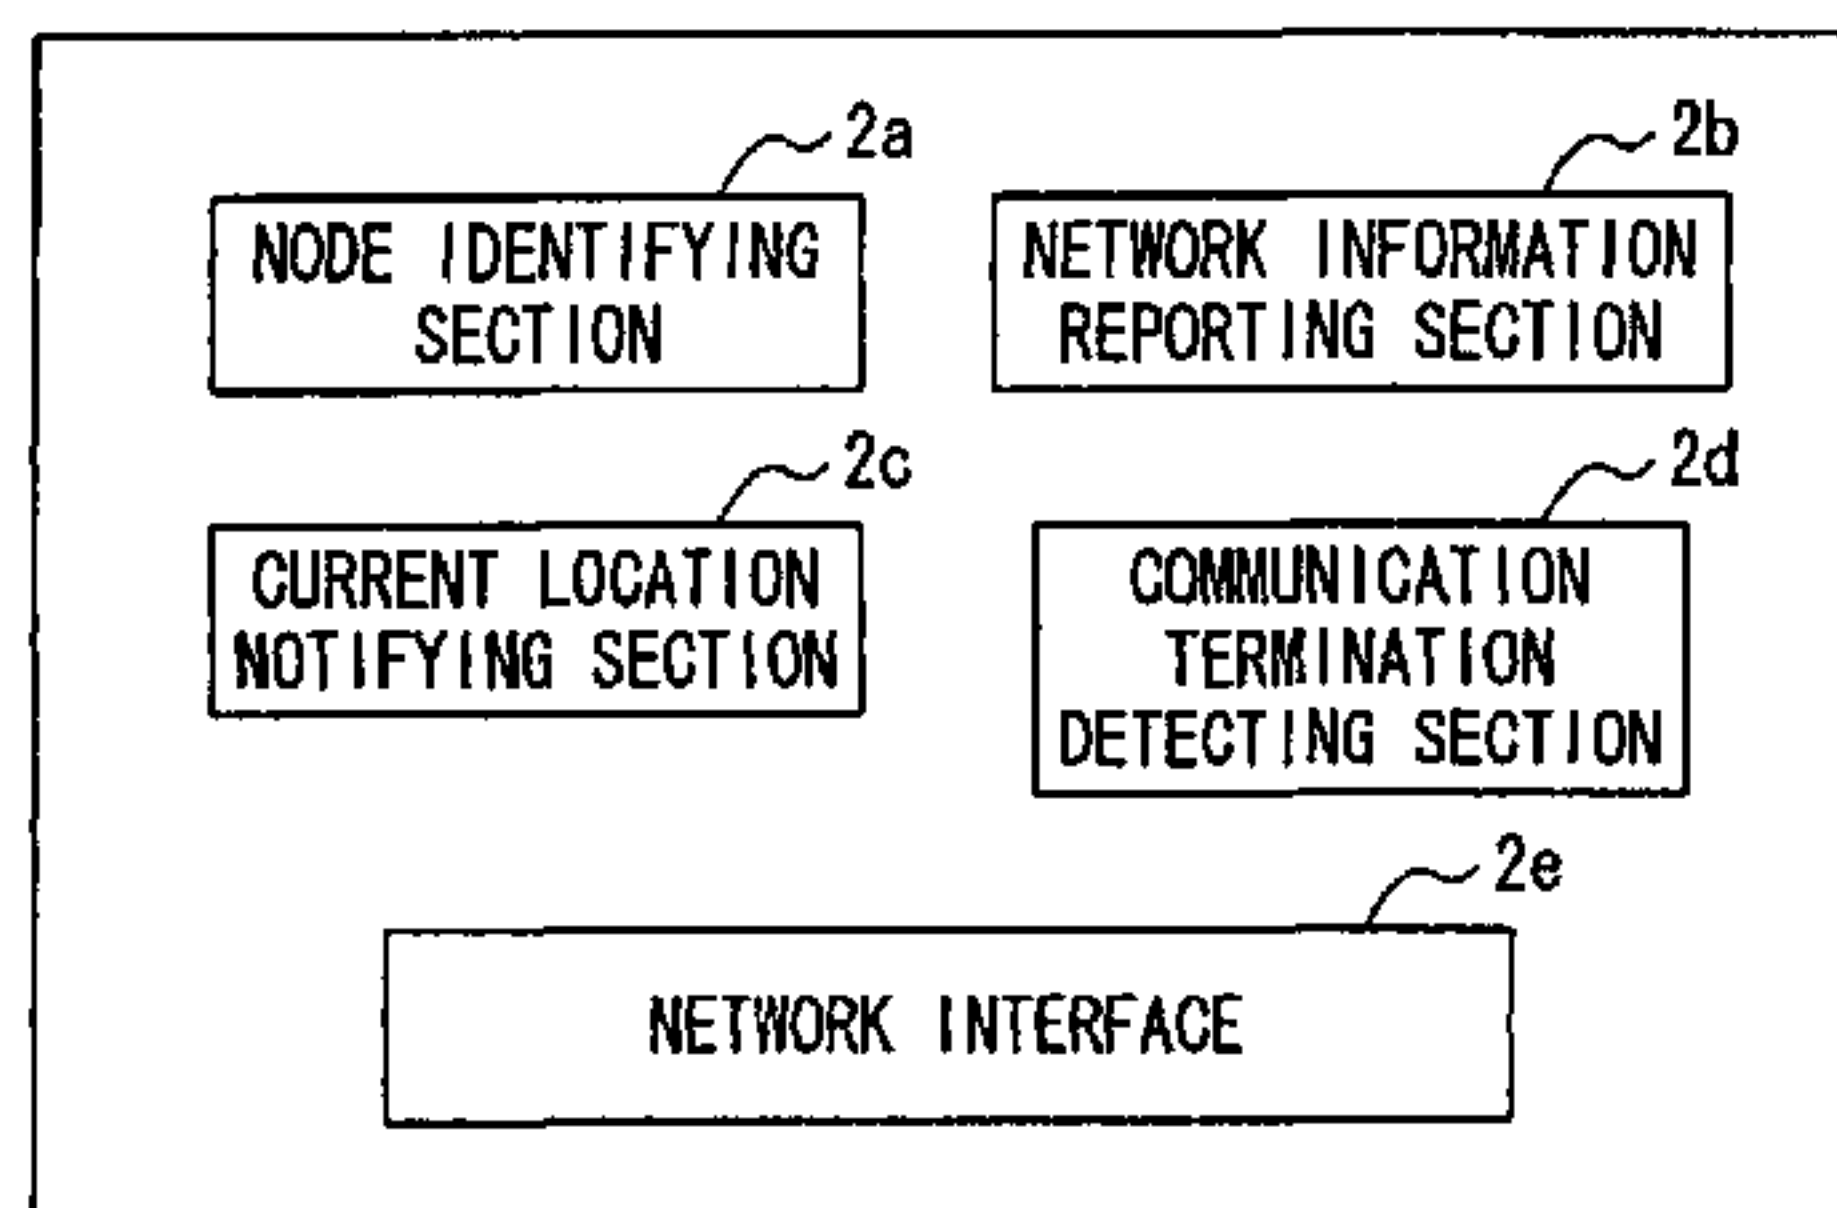 2a
NODE IDENTIFYING
SECTION
2b
NETWORK INFORMATION
REPORTING SECTION
2c
CURRENT LOCATION
NOTIFYING SECTION
2d
COMMUNICATION
TERMINATION
DETECTING SECTION
2e
NETWORK INTERFACE